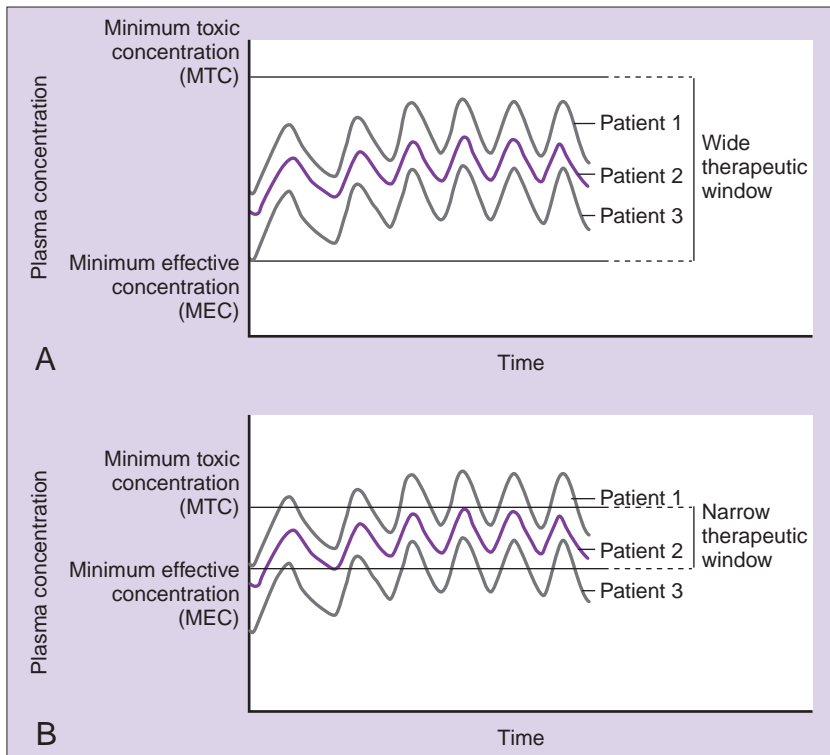 Minimum toxic
concentration
(MTC)
Plasma concentration
Patient 1
Patient 2
Patient 3
Wide
therapeutic
window
Minimum effective
concentration
(MEC)
A
Time
Minimum toxic
concentration
(MTC)
Plasma concentration
Patient 1
Patient 2
Patient 3
Narrow
therapeutic
window
Minimum effective
concentration
(MEC)
B
Time